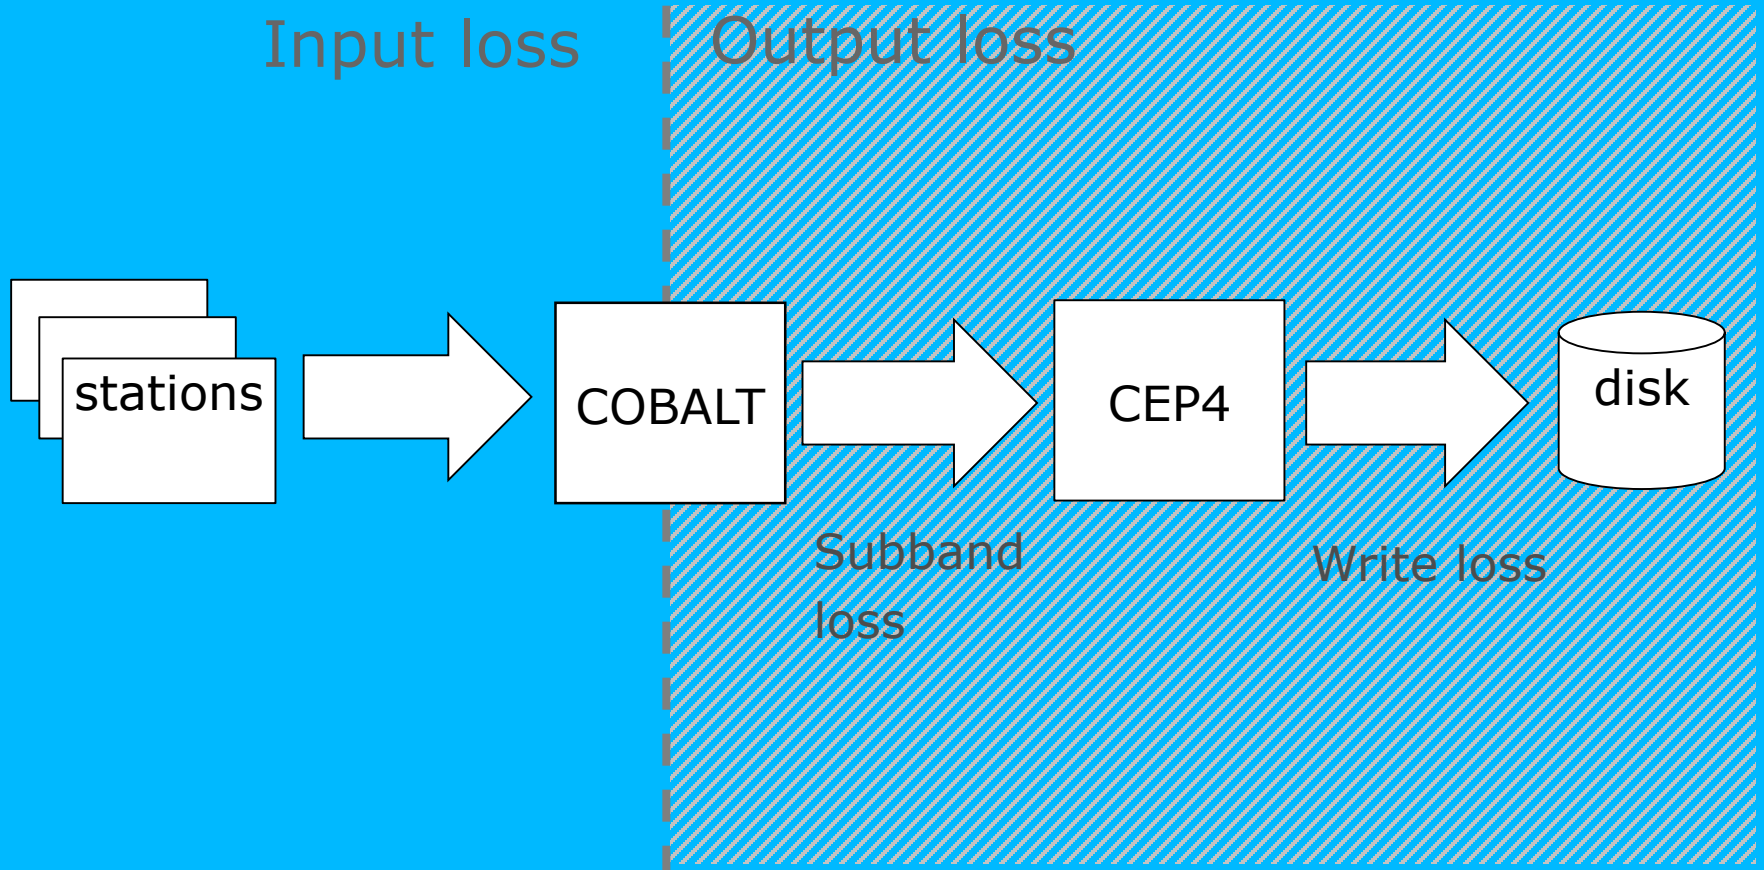 Input loss
Output loss
stations
COBALT
CEP4
disk
Subband
loss
Write loss